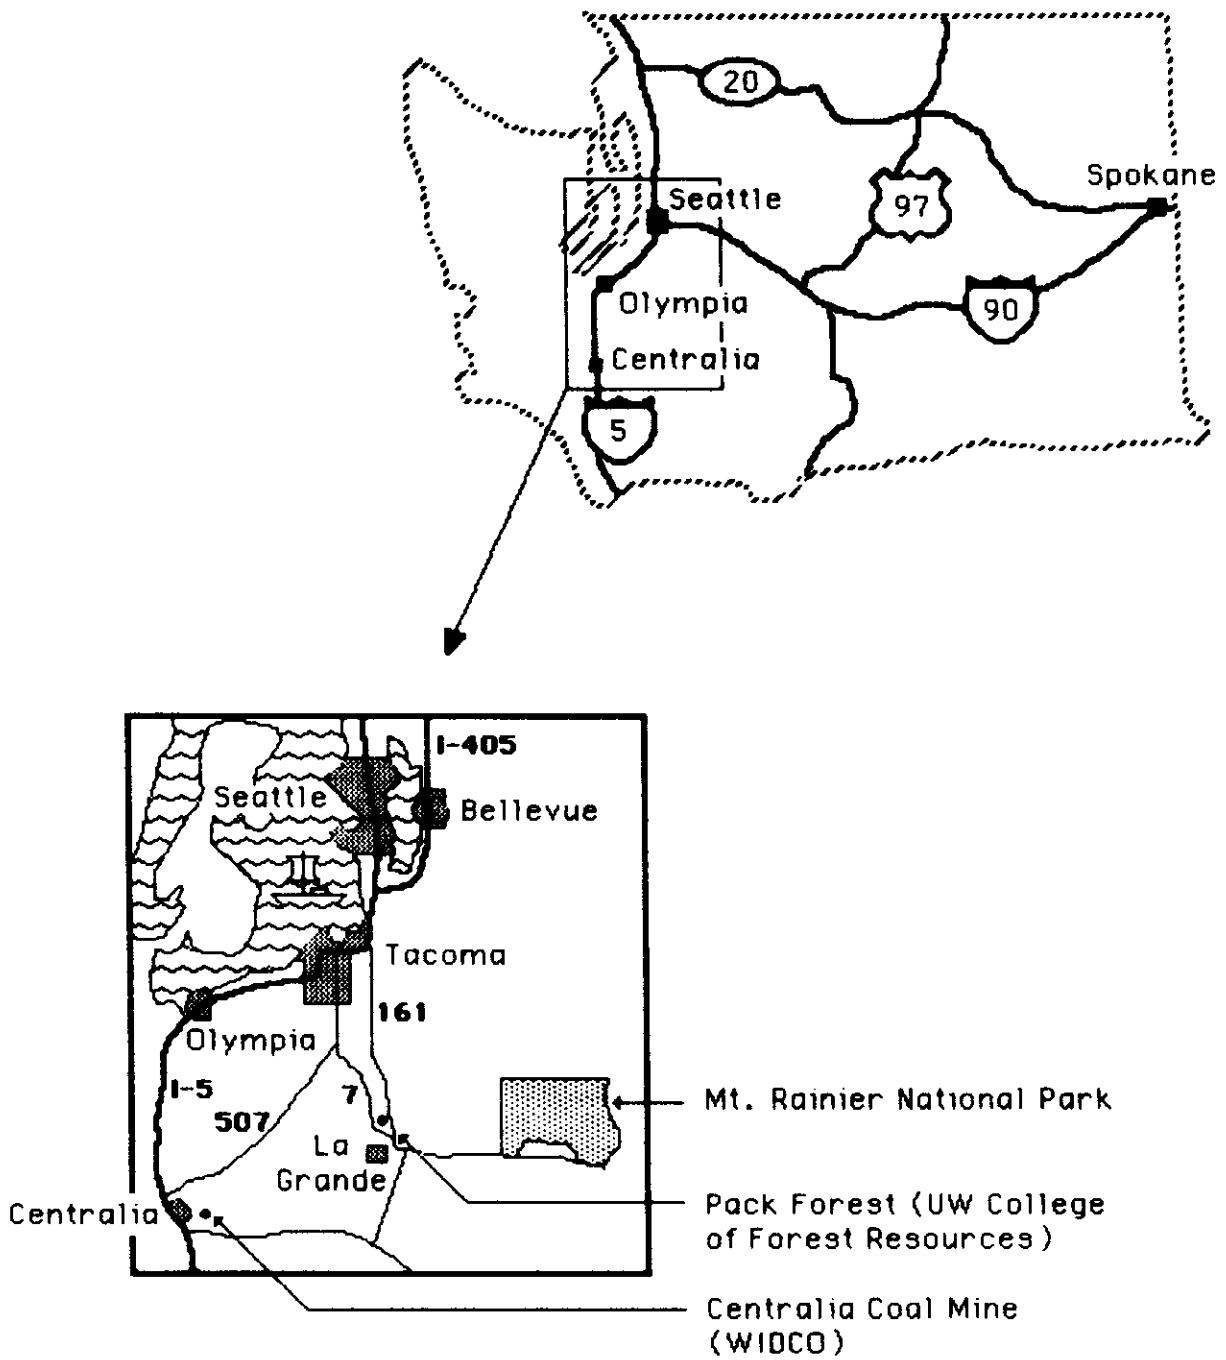 20
Spokane
Seattle
97
Olympia
90
Centralia
5
I-405
Seattle
Bellevue
Tacoma
161
Olympia
I-5
7
507
Mt. Rainier National Park
La
Grande
Pack Forest (UW College
of Forest Resources)
Centralia
Centralia Coal Mine
(WIDCO)